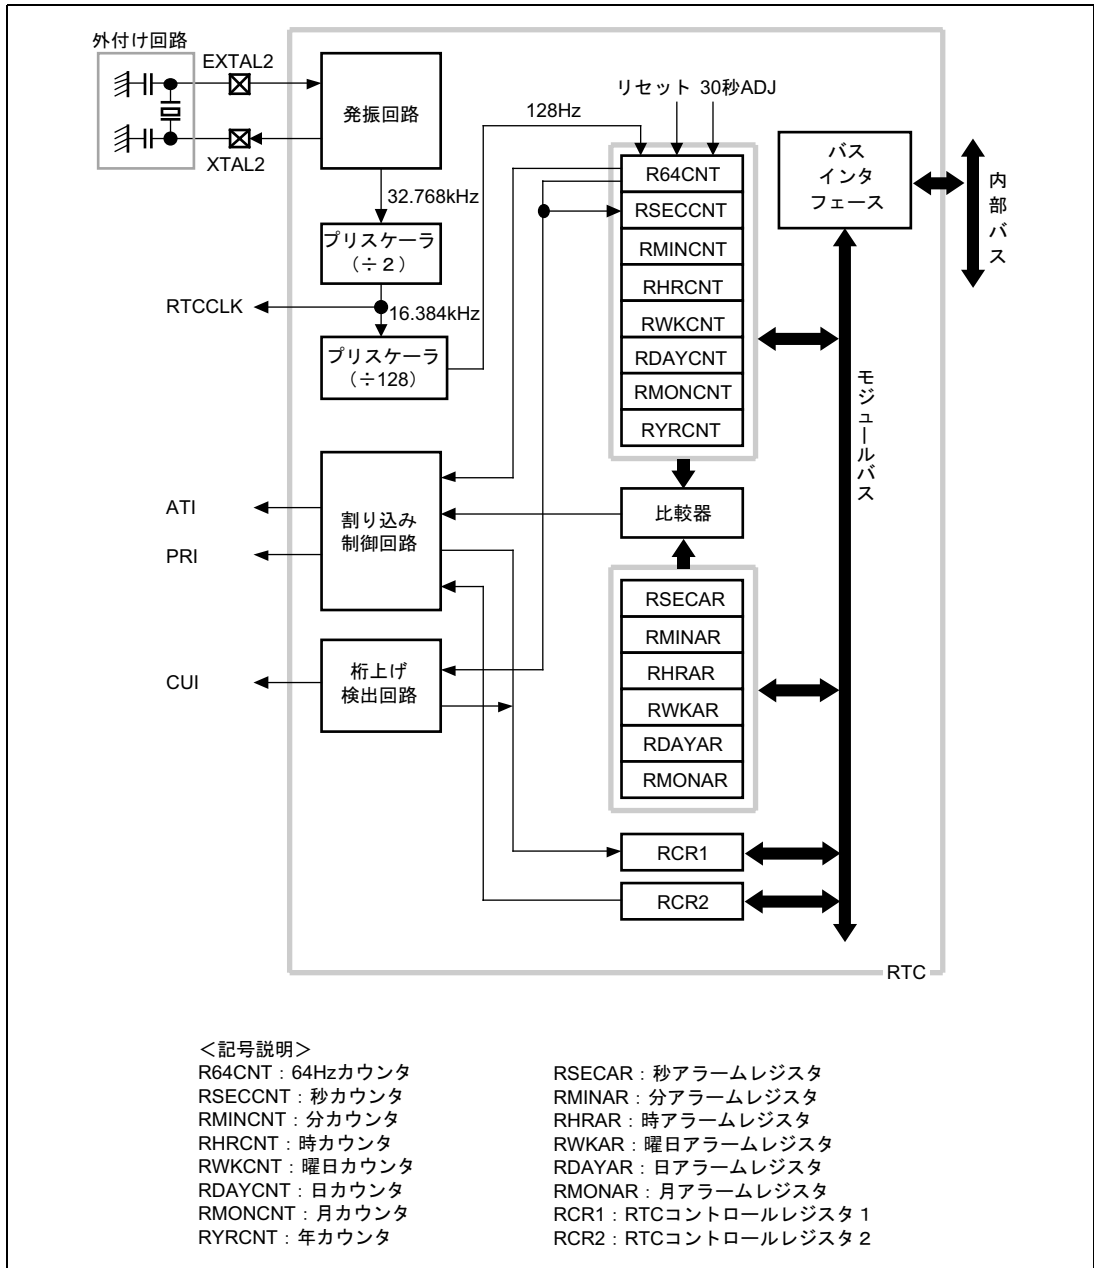 外付け回路
EXTAL2
XTAL2
発振回路
32.768kHz
プリスケーラ
（÷２）
RTCCLK
16.384kHz
プリスケーラ
（÷128）
128Hz
リセット 30秒ADJ
R64CNT
RSECCNT
RMINCNT
RHRCNT
RWKCNT
RDAYCNT
RMONCNT
RYRCNT
バス
インタ
フェース
内部バス
モジュールバス
比較器
ATI
PRI
割り込み
制御回路
CUI
桁上げ
検出回路
RSECAR
RMINAR
RHRAR
RWKAR
RDAYAR
RMONAR
RCR1
RCR2
RTC
＜記号説明＞
R64CNT：64Hzカウンタ
RSECCNT：秒カウンタ
RMINCNT：分カウンタ
RHRCNT：時カウンタ
RWKCNT：曜日カウンタ
RDAYCNT：日カウンタ
RMONCNT：月カウンタ
RYRCNT：年カウンタ
RSECAR：秒アラームレジスタ
RMINAR：分アラームレジスタ
RHRAR：時アラームレジスタ
RWKAR：曜日アラームレジスタ
RDAYAR：日アラームレジスタ
RMONAR：月アラームレジスタ
RCR1：RTCコントロールレジスタ１
RCR2：RTCコントロールレジスタ２